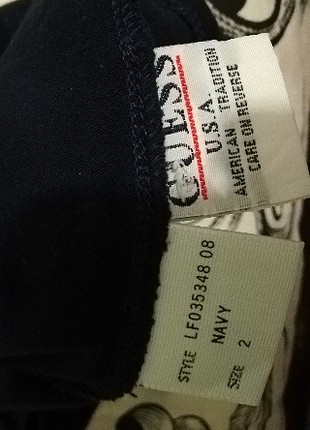 GUESS
U.S.A.
AMERICAN TRADITION
CARE ON REVERSE
STYLE LF035348 08
NAVY
SIZE 2